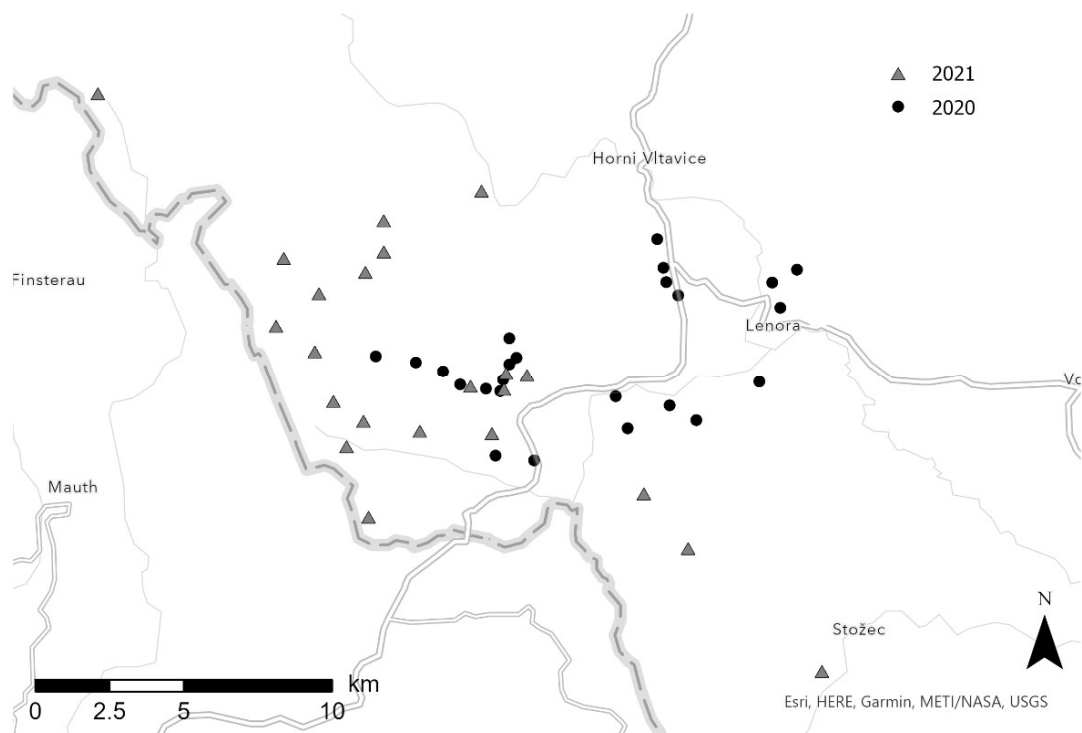 2021
2020
Horni Vltavice
Finsterau
Lenora
Vo
Mauth
N
Stožec
km
0 2.5 5 10
Esri, HERE, Garmin, METI/NASA, USGS